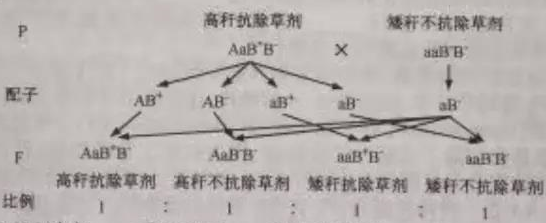 P 高秆抗除草剂 矮秆不抗除草剂
AaB⁺B⁻ × aaB⁻B⁻
配子 AB⁺ AB⁻ aB⁺ aB⁻ aB⁻
F AaB⁺B⁻ AaB⁻B⁻ aaB⁺B⁻ aaB⁻B⁻
高秆抗除草剂 高秆不抗除草剂 矮秆抗除草剂 矮秆不抗除草剂
比例 1 : 1 : 1 : 1